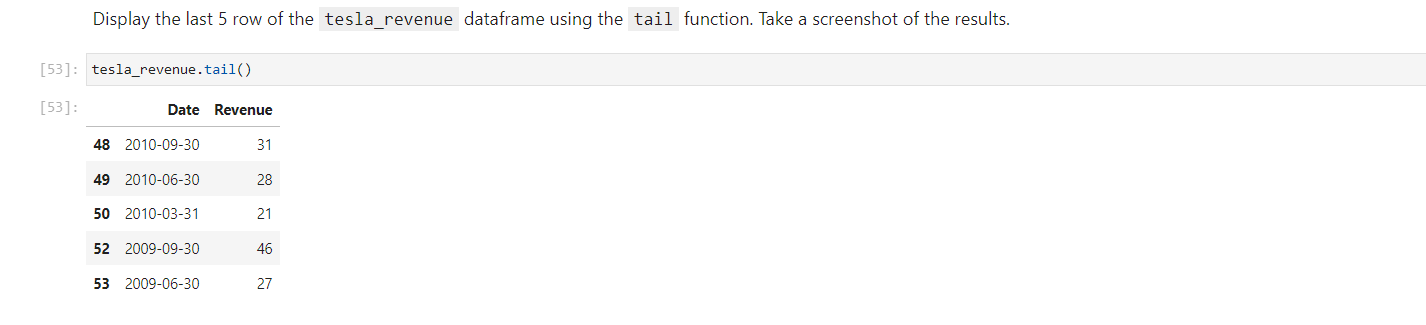 Display the last 5 row of the tesla_revenue dataframe using the tail function. Take a screenshot of the results.
[53]: tesla_revenue.tail()
[53]:
Date Revenue
48 2010-09-30 31
49 2010-06-30 28
50 2010-03-31 21
52 2009-09-30 46
53 2009-06-30 27